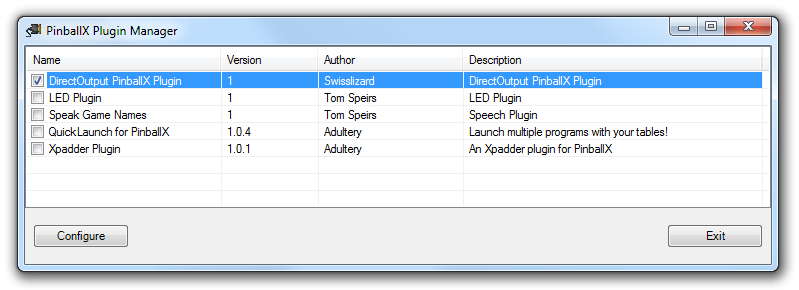 PinballX Plugin Manager
Name Version Author Description
DirectOutput PinballX Plugin 1 Swisslizard DirectOutput PinballX Plugin
LED Plugin 1 Tom Speirs LED Plugin
Speak Game Names 1 Tom Speirs Speech Plugin
QuickLaunch for PinballX 1.0.4 Adultery Launch multiple programs with your tables!
Xpadder Plugin 1.0.1 Adultery An Xpadder plugin for PinballX
Configure Exit